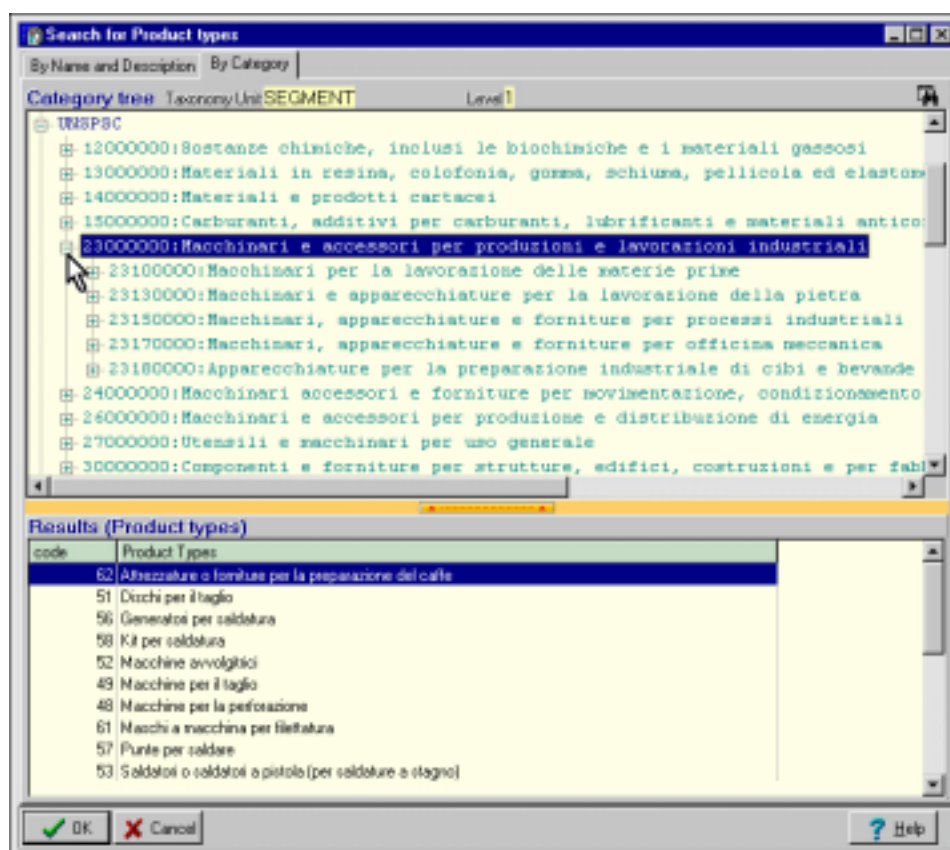 Search for Product types
By Name and Description By Category
Category tree Taxonomy Unit SEGMENT Level 1
UNSPSC
12000000:Sostanze chimiche, inclusi le biochimiche e i materiali gassosi
13000000:Materiali in resina, colofonia, gomma, schiuma, pellicola ed elastom
14000000:Materiali e prodotti cartacei
15000000:Carburanti, additivi per carburanti, lubrificanti e materiali antico
23000000:Macchinari e accessori per produzioni e lavorazioni industriali
23100000:Macchinari per la lavorazione delle materie prime
23130000:Macchinari e apparecchiature per la lavorazione della pietra
23150000:Macchinari, apparecchiature e forniture per processi industriali
23170000:Macchinari, apparecchiature e forniture per officina meccanica
23180000:Apparecchiature per la preparazione industriale di cibi e bevande
24000000:Macchinari accessori e forniture per movimentazione, condizionamento
26000000:Macchinari e accessori per produzione e distribuzione di energia
27000000:Utensili e macchinari per uso generale
30000000:Componenti e forniture per strutture, edifici, costruzioni e per fab
Results (Product types)
code Product Types
62 Attrezzature o forniture per la preparazione del caffe
51 Dischi per il taglio
56 Generatori per saldatura
58 Kit per saldatura
52 Macchine avvolgitrici
49 Macchine per il taglio
48 Macchine per la perforazione
61 Maschi a macchina per filettatura
57 Punte per saldare
53 Saldatori o saldatori a pistola (per saldature a stagno)
OK Cancel Help